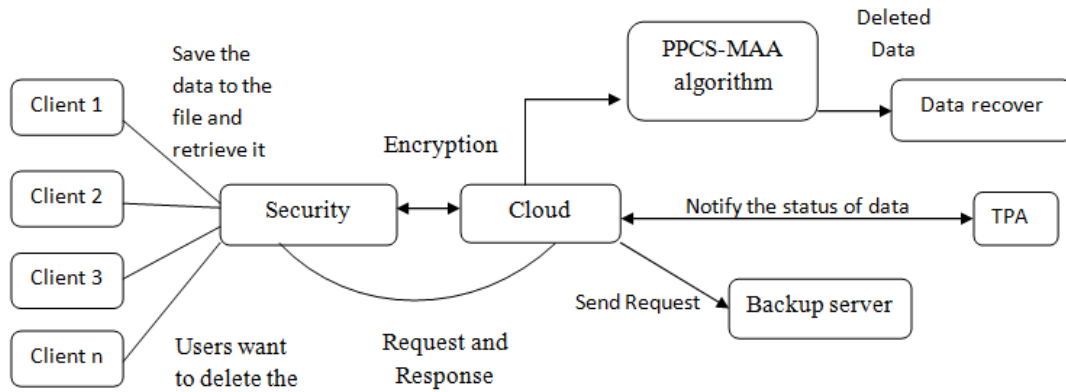 Deleted
Data
PPCS-MAA
algorithm
Data recover
Save the
data to the
file and
retrieve it
Client 1
Client 2
Client 3
Client n
Encryption
Security
Cloud
Notify the status of data
TPA
Send Request
Backup server
Users want
to delete the
Request and
Response